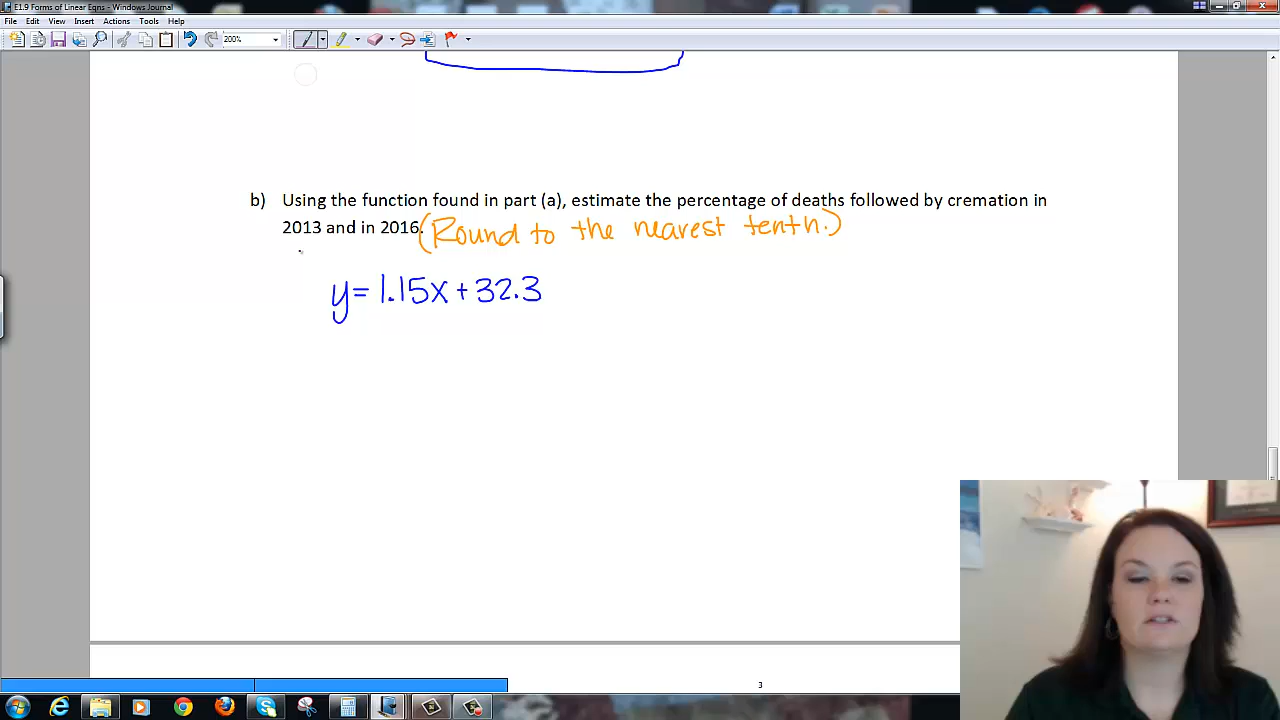 E1.9 Forms of Linear Eqns - Windows Journal
File Edit View Insert Actions Tools Help
200%
b) Using the function found in part (a), estimate the percentage of deaths followed by cremation in
2013 and in 2016. (Round to the nearest tenth.)
y = 1.15x + 32.3
3